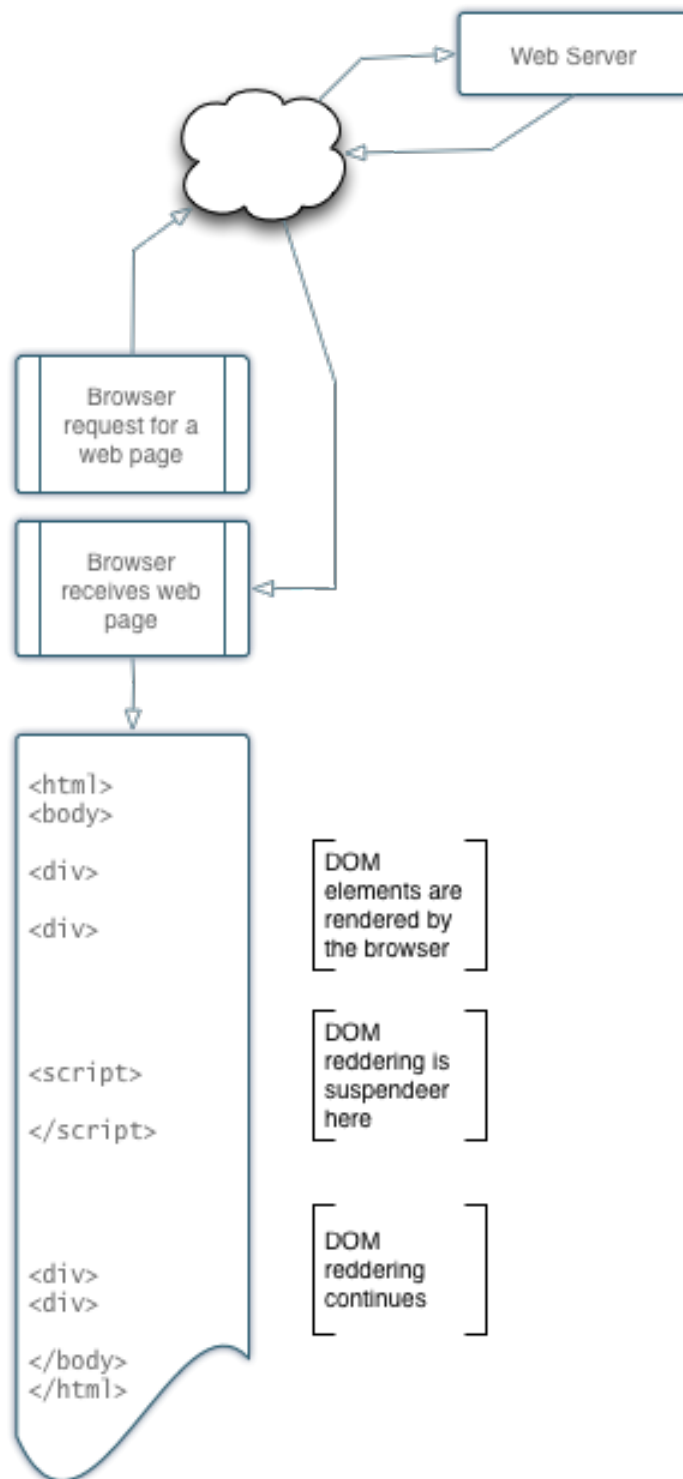 Web Server
Browser
request for a
web page
Browser
receives web
page
<html>
<body>
<div>
<div>
DOM
elements are
rendered by
the browser
<script>
</script>
DOM
reddering is
suspendeer
here
<div>
<div>
</body>
</html>
DOM
reddering
continues